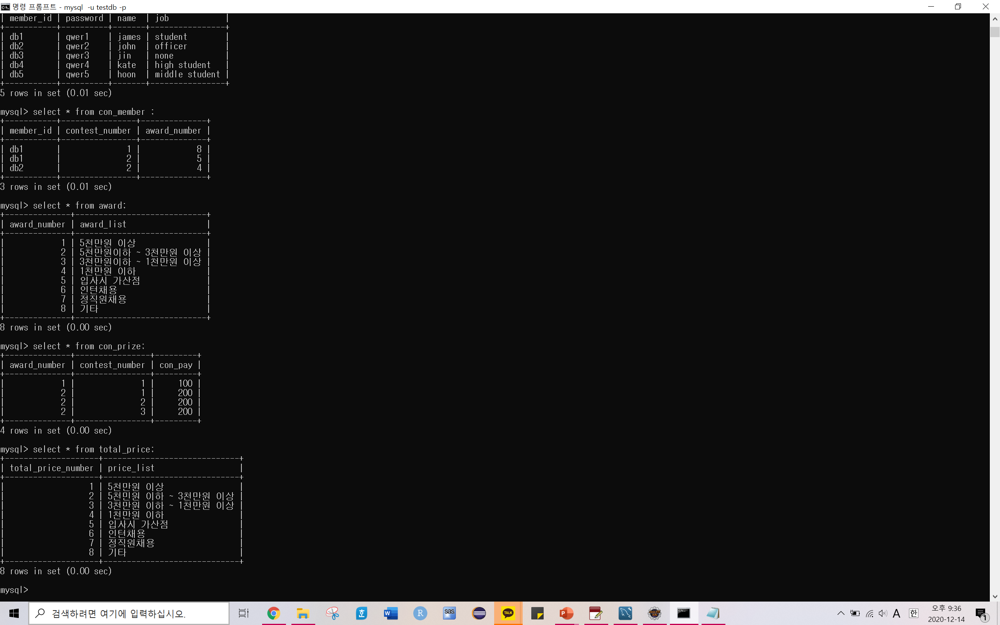 명령 프롬프트 - mysql  -u testdb -p
| member_id | password | name  | job            |
+-----------+----------+-------+----------------+
| db1       | qwer1    | james | student        |
| db2       | qwer2    | john  | officer        |
| db3       | qwer3    | jin   | none           |
| db4       | qwer4    | kate  | high student   |
| db5       | qwer5    | hoon  | middle student |
+-----------+----------+-------+----------------+
5 rows in set (0.01 sec)
mysql> select * from con_member ;
+-----------+----------------+--------------+
| member_id | contest_number | award_number |
+-----------+----------------+--------------+
| db1       |              1 |            8 |
| db1       |              2 |            5 |
| db2       |              2 |            4 |
+-----------+----------------+--------------+
3 rows in set (0.01 sec)
mysql> select * from award;
+--------------+-----------------------------+
| award_number | award_list                  |
+--------------+-----------------------------+
|            1 | 5천만원 이상                |
|            2 | 5천만원이하 ~ 3천만원 이상 |
|            3 | 3천만원이하 ~ 1천만원 이상 |
|            4 | 1천만원 이하                |
|            5 | 입사시 가산점               |
|            6 | 인턴채용                    |
|            7 | 정직원채용                  |
|            8 | 기타                        |
+--------------+-----------------------------+
8 rows in set (0.00 sec)
mysql> select * from con_prize;
+--------------+----------------+---------+
| award_number | contest_number | con_pay |
+--------------+----------------+---------+
|            1 |              1 |     100 |
|            2 |              1 |     200 |
|            2 |              2 |     200 |
|            2 |              3 |     200 |
+--------------+----------------+---------+
4 rows in set (0.00 sec)
mysql> select * from total_price;
+--------------------+-----------------------------+
| total_price_number | price_list                  |
+--------------------+-----------------------------+
|                  1 | 5천만원 이상                |
|                  2 | 5천민원 이하 ~ 3천만원 이상 |
|                  3 | 3천만원 이하 ~ 1천만원 이상 |
|                  4 | 1천만원 이하                |
|                  5 | 입사시 가산점               |
|                  6 | 인턴채용                    |
|                  7 | 정직원채용                  |
|                  8 | 기타                        |
+--------------------+-----------------------------+
8 rows in set (0.00 sec)
mysql>
검색하려면 여기에 입력하십시오.
호
W
R
sas
TALK
P
Java EE
IDE
A
한
오후 9:36
2020-12-14
1